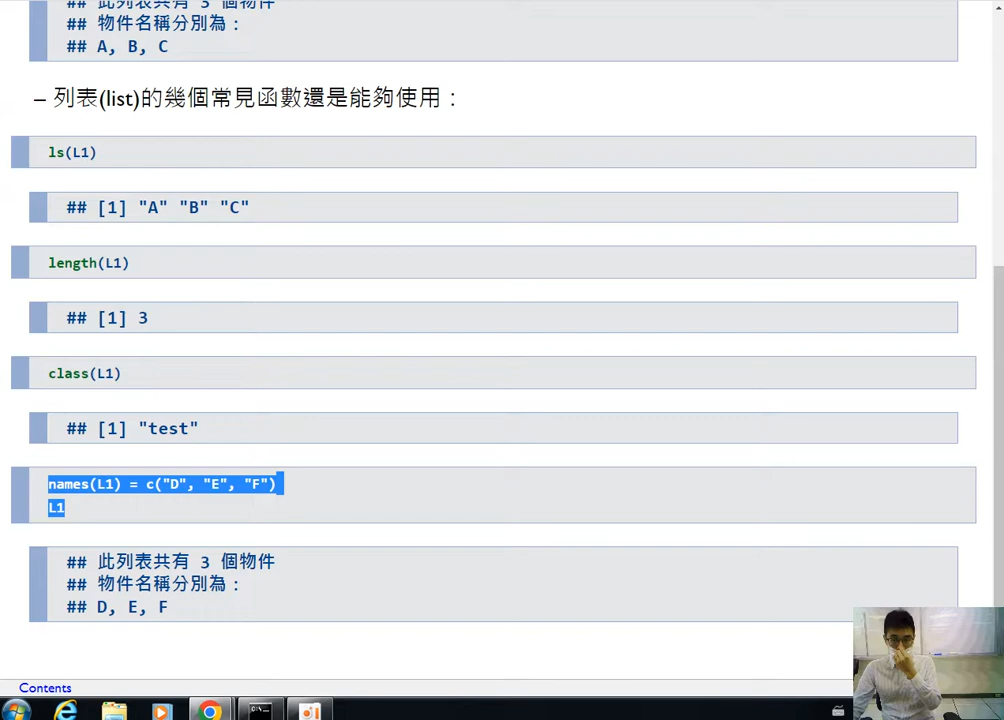 ## 此列表共有 3 個物件
## 物件名稱分別為：
## A, B, C
– 列表(list)的幾個常見函數還是能夠使用：
ls(L1)
## [1] "A" "B" "C"
length(L1)
## [1] 3
class(L1)
## [1] "test"
names(L1) = c("D", "E", "F")
L1
## 此列表共有 3 個物件
## 物件名稱分別為：
## D, E, F
Contents